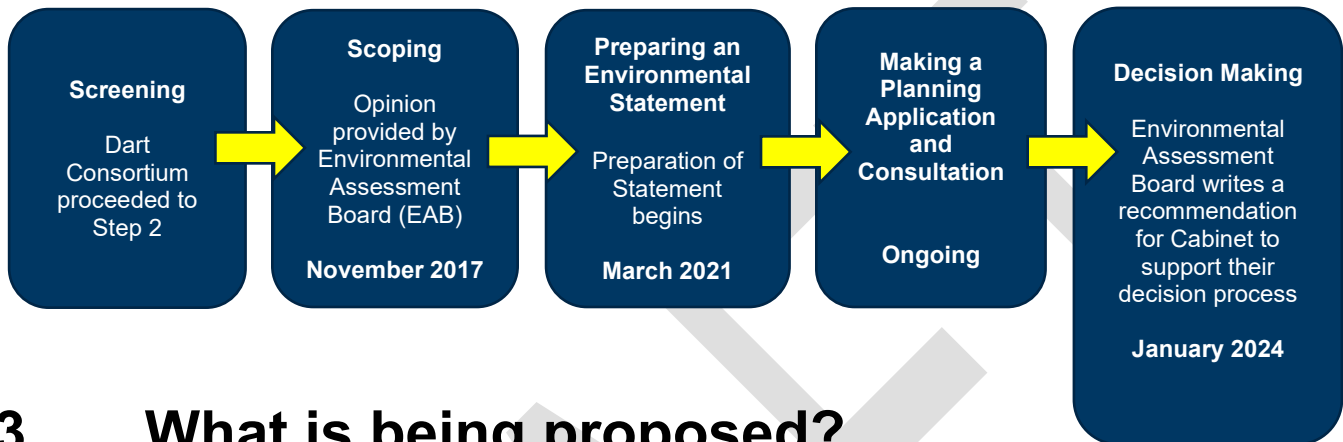 Screening
Dart
Consortium
proceeded to
Step 2
Scoping
Opinion
provided by
Environmental
Assessment
Board (EAB)
November 2017
Preparing an
Environmental
Statement
Preparation of
Statement
begins
March 2021
Making a
Planning
Application
and
Consultation
Ongoing
Decision Making
Environmental
Assessment
Board writes a
recommendation
for Cabinet to
support their
decision process
January 2024
3 What is being proposed?